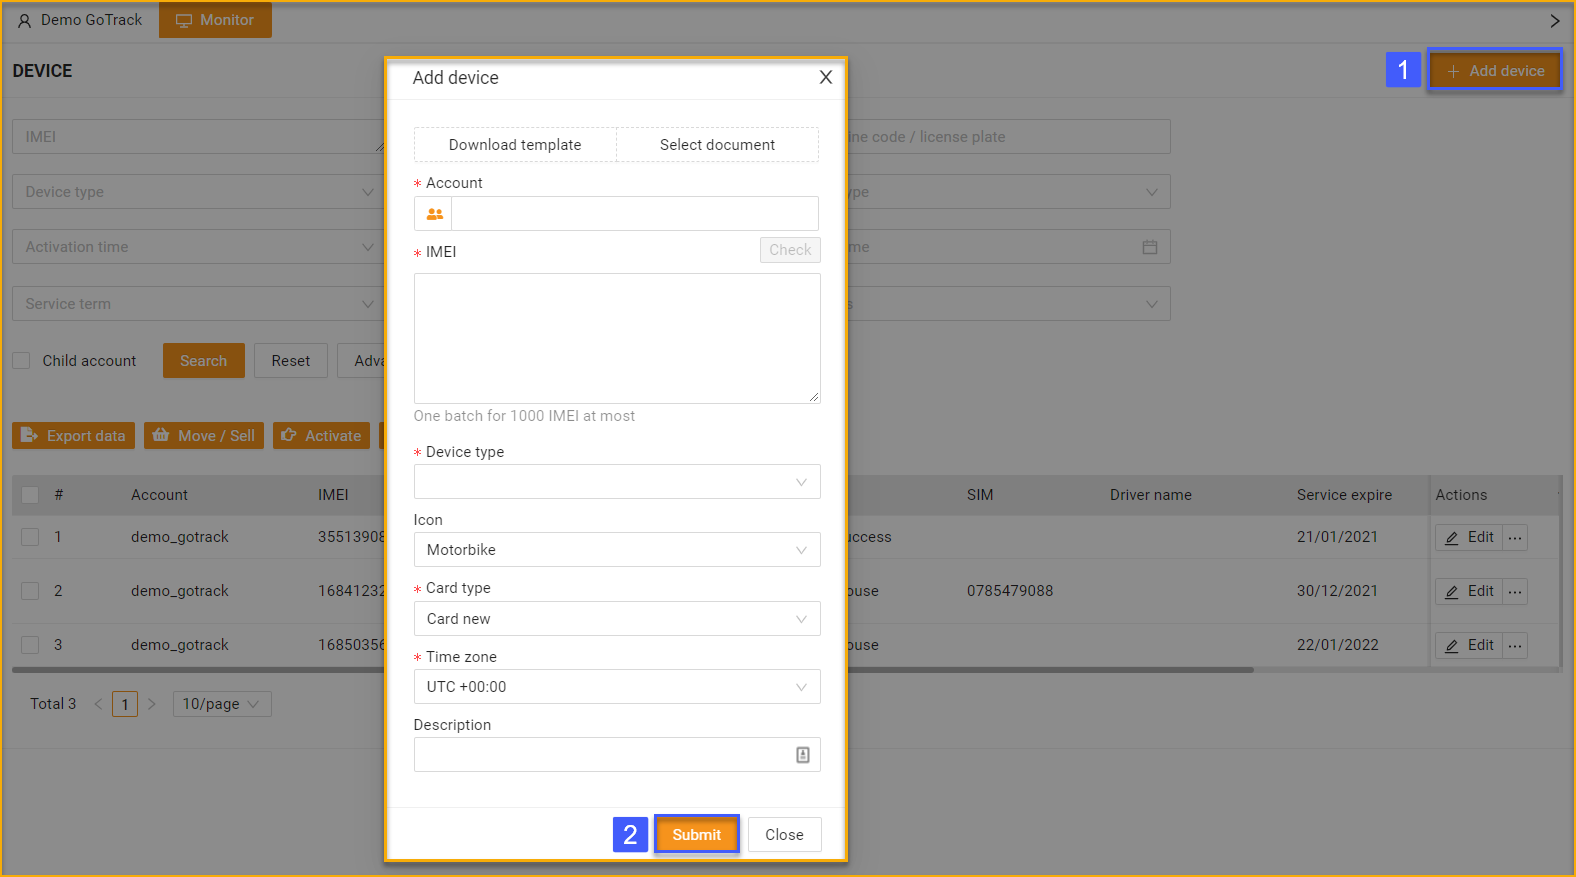 Demo GoTrack Monitor
DEVICE
1 + Add device
IMEI
ine code / license plate
Device type
ype
Activation time
me
Service term
s
Child account Search Reset Adva
Export data Move / Sell Activate
# Account IMEI SIM Driver name Service expire Actions
1 demo_gotrack 35513908 uccess 21/01/2021 Edit ...
2 demo_gotrack 16841232 ouse 0785479088 30/12/2021 Edit ...
3 demo_gotrack 16850356 ouse 22/01/2022 Edit ...
Total 3 < 1 > 10/page
Add device X
Download template Select document
* Account
* IMEI Check
One batch for 1000 IMEI at most
* Device type
Icon
Motorbike
* Card type
Card new
* Time zone
UTC +00:00
Description
2 Submit Close